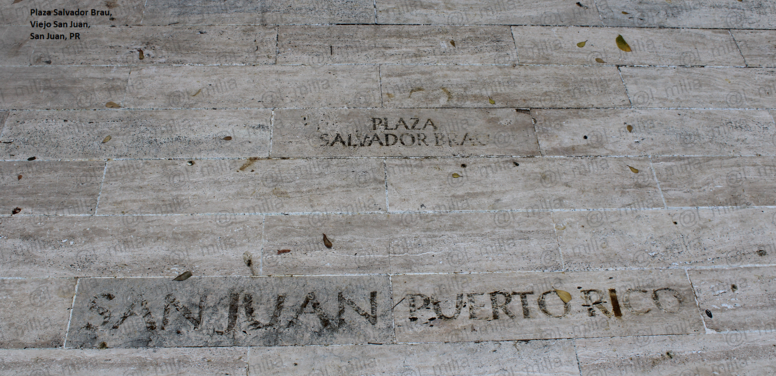 Plaza Salvador Brau,
Viejo San Juan,
San Juan, PR
PLAZA
SALVADOR BRAU
SAN JUAN PUERTO RICO